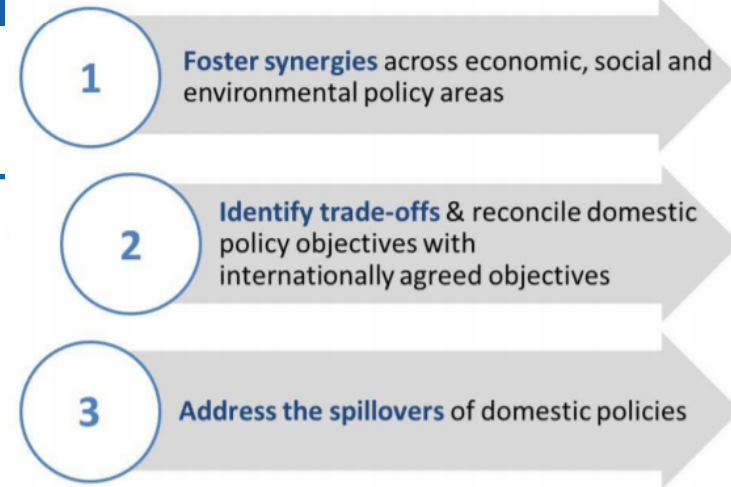 1
Foster synergies across economic, social and
environmental policy areas
2
Identify trade-offs & reconcile domestic
policy objectives with
internationally agreed objectives
3
Address the spillovers of domestic policies